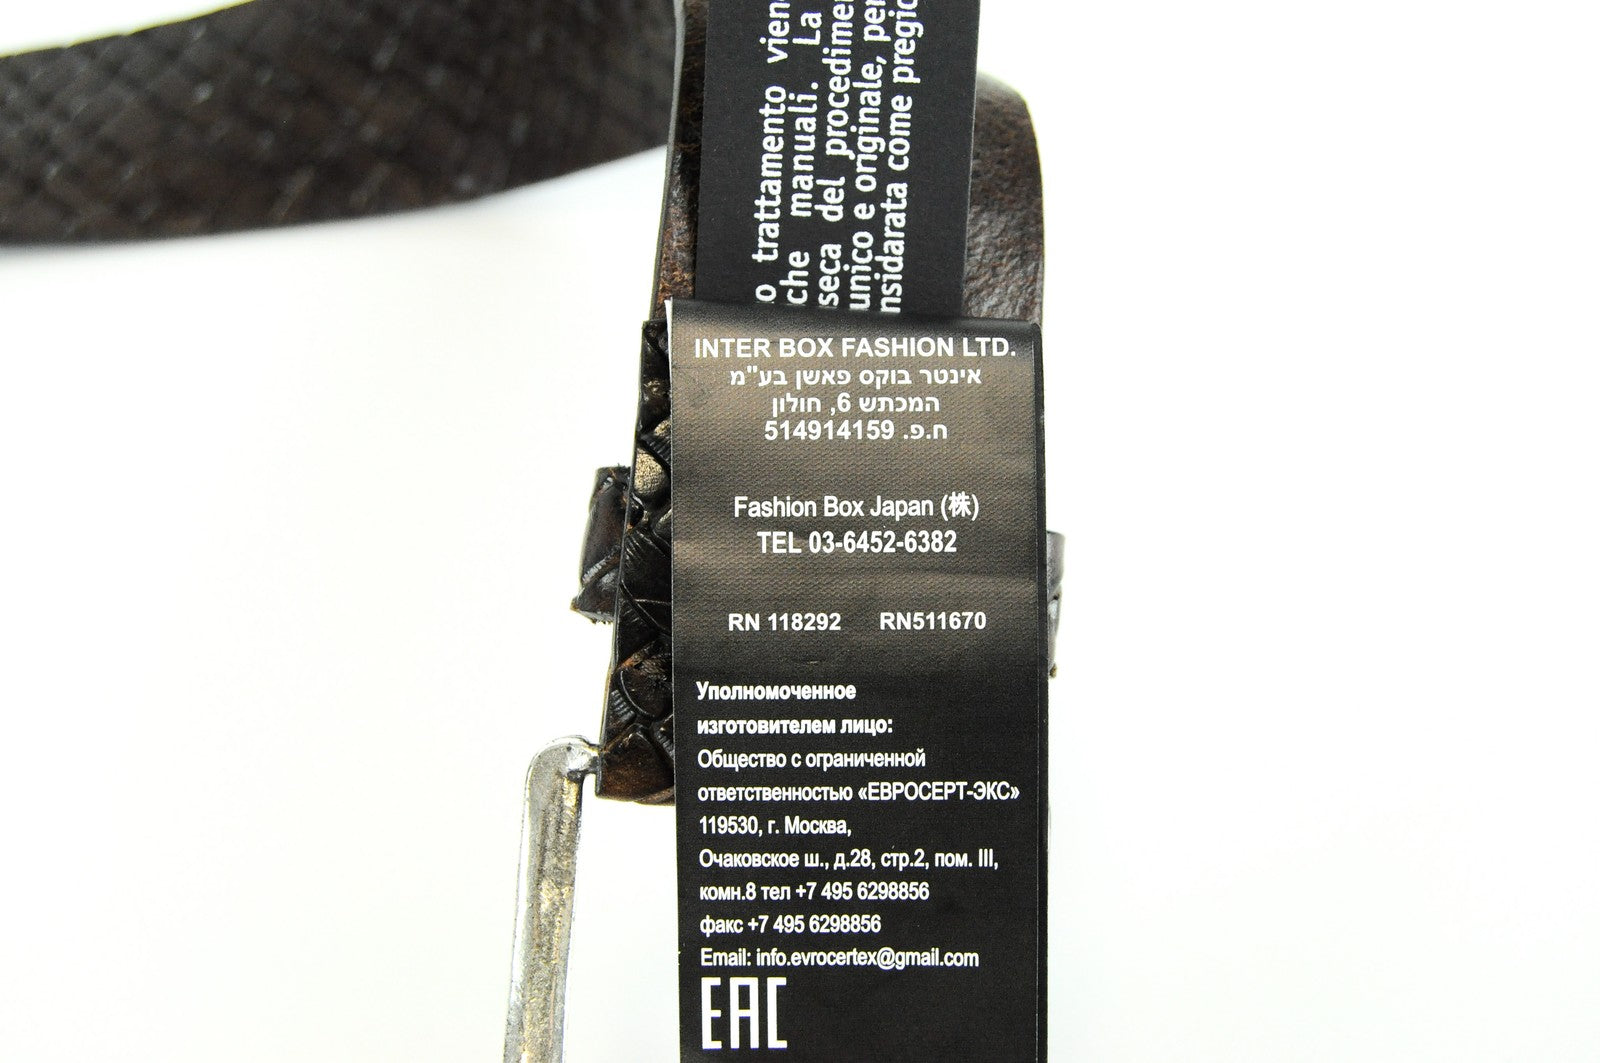 trattamento vien
che manuali. La
seca del procedimen
unico e originale, per
nsidarata come pregio
INTER BOX FASHION LTD.
אינטר בוקס פאשן בע"מ
המכתש 6, חולון
ח.פ. 514914159
Fashion Box Japan (株)
TEL 03-6452-6382
RN 118292 RN511670
Уполномоченное
изготовителем лицо:
Общество с ограниченной
ответственностью «ЕВРОСЕРТ-ЭКС»
119530, г. Москва,
Очаковское ш., д.28, стр.2, пом. III,
комн.8 тел +7 495 6298856
факс +7 495 6298856
Email: info.evrocertex@gmail.com
EAC